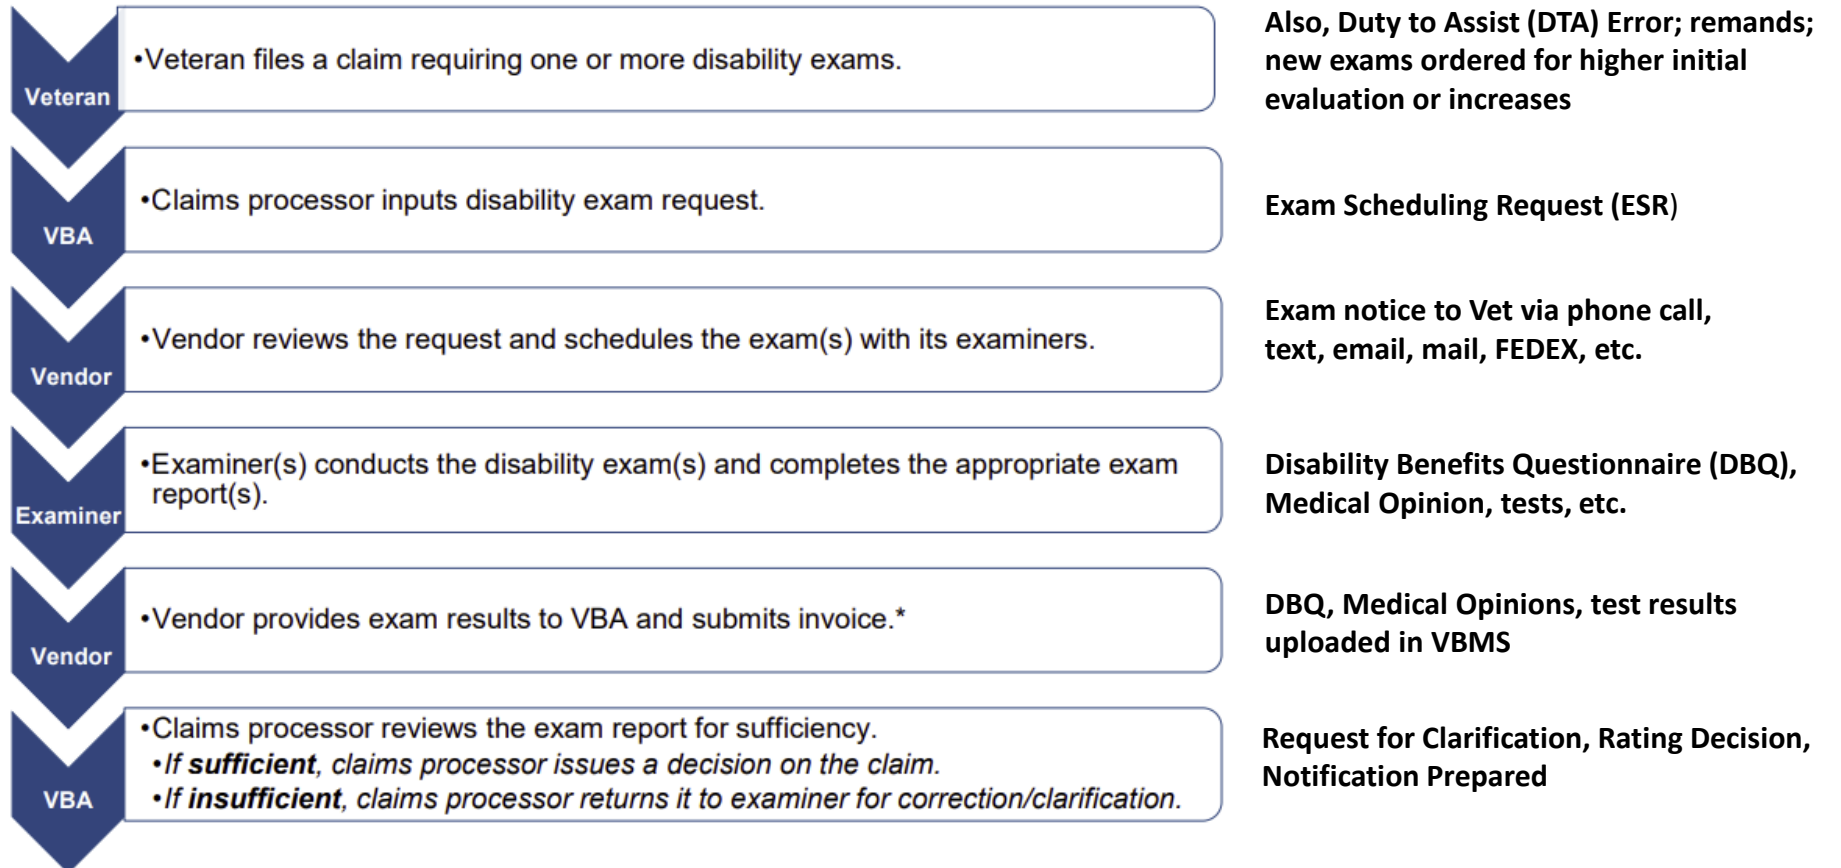 Veteran
•Veteran files a claim requiring one or more disability exams.
Also, Duty to Assist (DTA) Error; remands;
new exams ordered for higher initial
evaluation or increases
VBA
•Claims processor inputs disability exam request.
Exam Scheduling Request (ESR)
Vendor
•Vendor reviews the request and schedules the exam(s) with its examiners.
Exam notice to Vet via phone call,
text, email, mail, FEDEX, etc.
Examiner
•Examiner(s) conducts the disability exam(s) and completes the appropriate exam
report(s).
Disability Benefits Questionnaire (DBQ),
Medical Opinion, tests, etc.
Vendor
•Vendor provides exam results to VBA and submits invoice.*
DBQ, Medical Opinions, test results
uploaded in VBMS
VBA
•Claims processor reviews the exam report for sufficiency.
•If sufficient, claims processor issues a decision on the claim.
•If insufficient, claims processor returns it to examiner for correction/clarification.
Request for Clarification, Rating Decision,
Notification Prepared